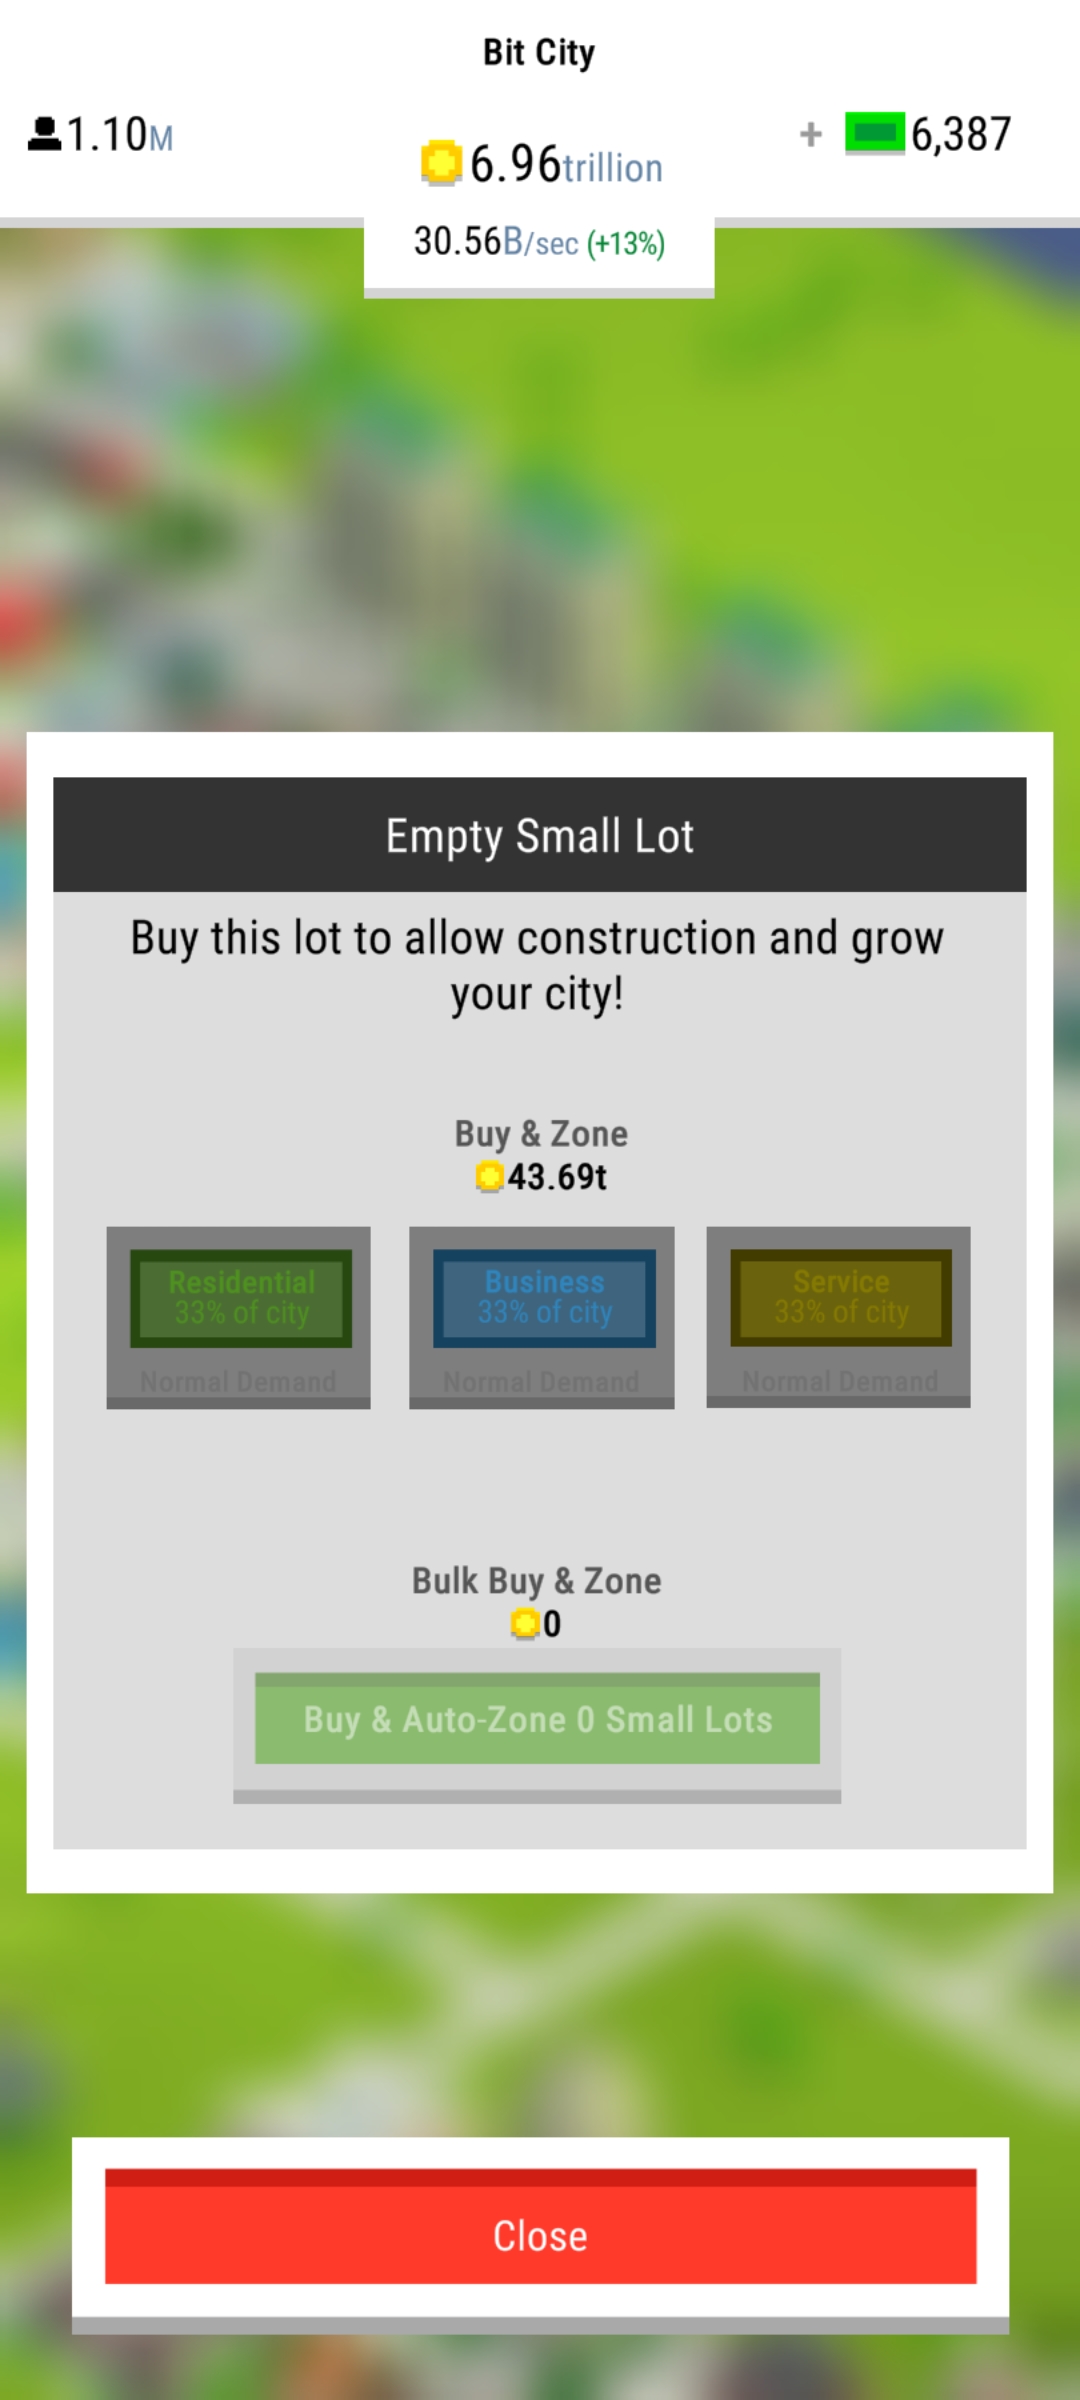 Bit City
1.10M
6.96trillion
+ 6,387
30.56B/sec (+13%)
Empty Small Lot
Buy this lot to allow construction and grow
your city!
Buy & Zone
43.69t
Residential
33% of city
Normal Demand
Business
33% of city
Normal Demand
Service
33% of city
Normal Demand
Bulk Buy & Zone
0
Buy & Auto-Zone 0 Small Lots
Close